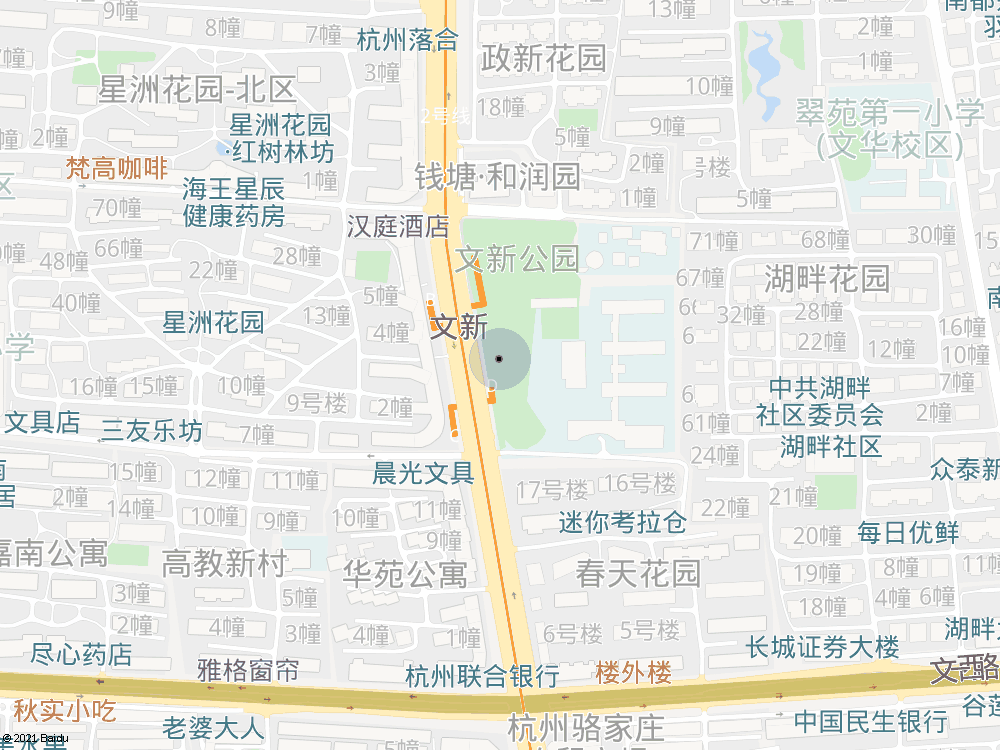 9幢
8幢
7幢
杭州落合
13幢
2幢
南都
3幢
政新花园
1幢
星洲花园-北区
10幢
18幢
2号线
翠苑第一小学
(文华校区)
星洲花园
·红树林坊
2幢
5幢
9幢
梵高咖啡
1幢
钱塘·和润园
2幢
号楼
区
海王星辰
健康药房
1幢
5幢
70幢
汉庭酒店
66幢
28幢
文新公园
71幢
68幢
30幢
48幢
22幢
67幢
湖畔花园
40幢
5幢
13幢
4幢
星洲花园
文新
32幢
28幢
16幢
小学
22幢
12幢
10幢
16幢
15幢
10幢
9号楼
2幢
中共湖畔
社区委员会
7幢
2幢
文具店
三友乐坊
7幢
61幢
湖畔社区
24幢
15幢
12幢
11幢
晨光文具
17号楼
16号楼
众泰新
2幢
14幢
10幢
9幢
10幢
11幢
21幢
22幢
迷你考拉仓
20幢
每日优鲜
嘉南公寓
高教新村
9幢
华苑公寓
春天花园
19幢
8幢
11幢
3幢
5幢
18幢
4幢
6幢
2幢
4幢
3幢
4幢
1幢
6号楼
5号楼
湖畔
尽心药店
雅格窗帘
杭州联合银行
楼外楼
长城证券大楼
秋实小吃
老婆大人
杭州骆家庄
中国民生银行
5幢
© 2021 Baidu